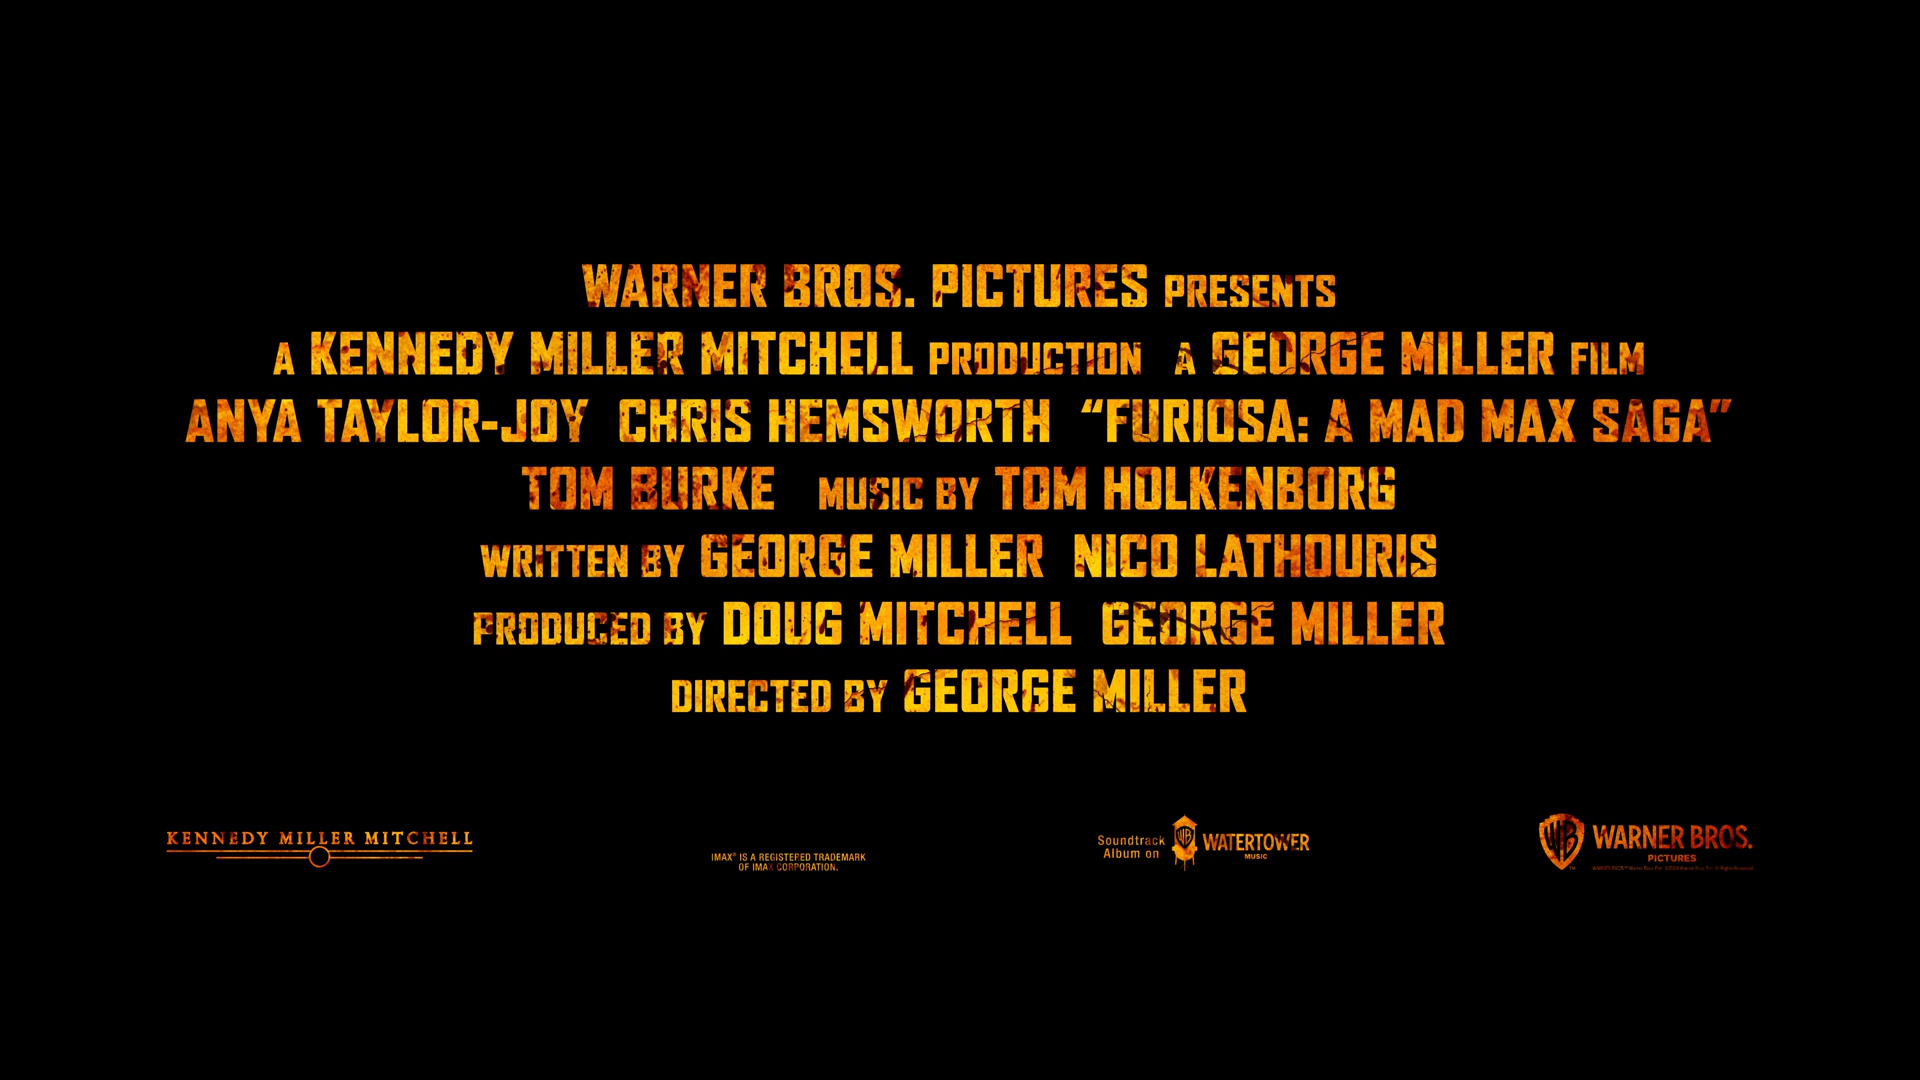 WARNER BROS. PICTURES PRESENTS
A KENNEDY MILLER MITCHELL PRODUCTION A GEORGE MILLER FILM
ANYA TAYLOR-JOY CHRIS HEMSWORTH “FURIOSA: A MAD MAX SAGA”
TOM BURKE MUSIC BY TOM HOLKENBORG
WRITTEN BY GEORGE MILLER NICO LATHOURIS
PRODUCED BY DOUG MITCHELL GEORGE MILLER
DIRECTED BY GEORGE MILLER
KENNEDY MILLER MITCHELL
IMAX® IS A REGISTERED TRADEMARK
OF IMAX CORPORATION.
Soundtrack
Album on
WB
WATERTOWER
MUSIC
WB
WARNER BROS.
PICTURES
TM